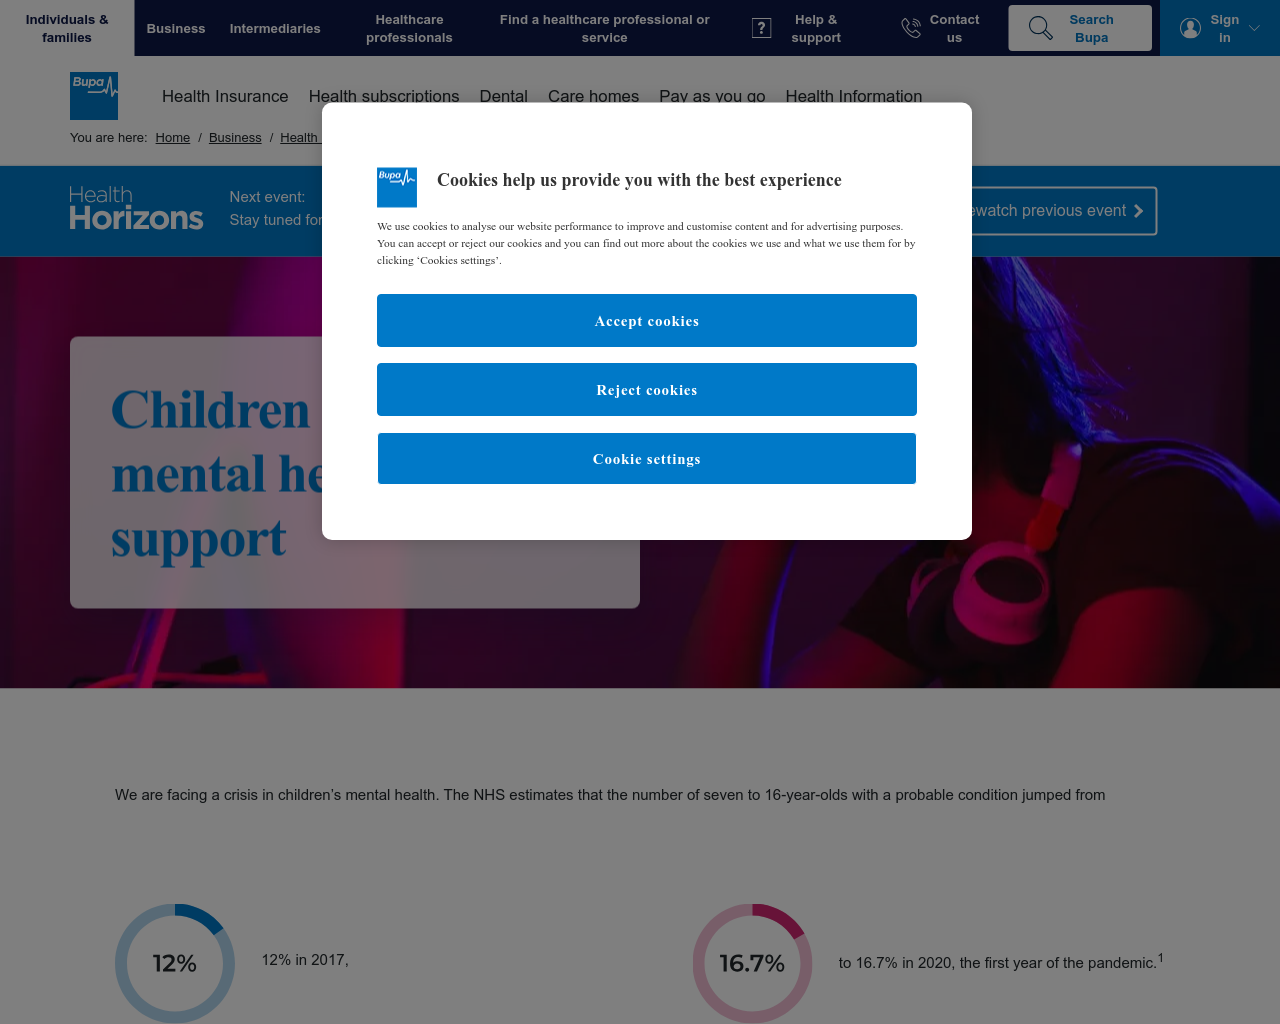 Individuals &
families
Business
Intermediaries
Healthcare
professionals
Find a healthcare professional or
service
?
Help &
support
Contact
us
Search
Bupa
Sign
in
Bupa
Health Insurance
Health subscriptions
Dental
Care homes
Pay as you go
Health Information
You are here: Home / Business / Health
Health
Horizons
Next event:
Stay tuned for
ewatch previous event
Bupa
Cookies help us provide you with the best experience
We use cookies to analyse our website performance to improve and customise content and for advertising purposes.
You can accept or reject our cookies and you can find out more about the cookies we use and what we use them for by
clicking ‘Cookies settings’.
Accept cookies
Reject cookies
Cookie settings
Children
mental he
support
We are facing a crisis in children’s mental health. The NHS estimates that the number of seven to 16-year-olds with a probable condition jumped from
12%
12% in 2017,
16.7%
to 16.7% in 2020, the first year of the pandemic.1